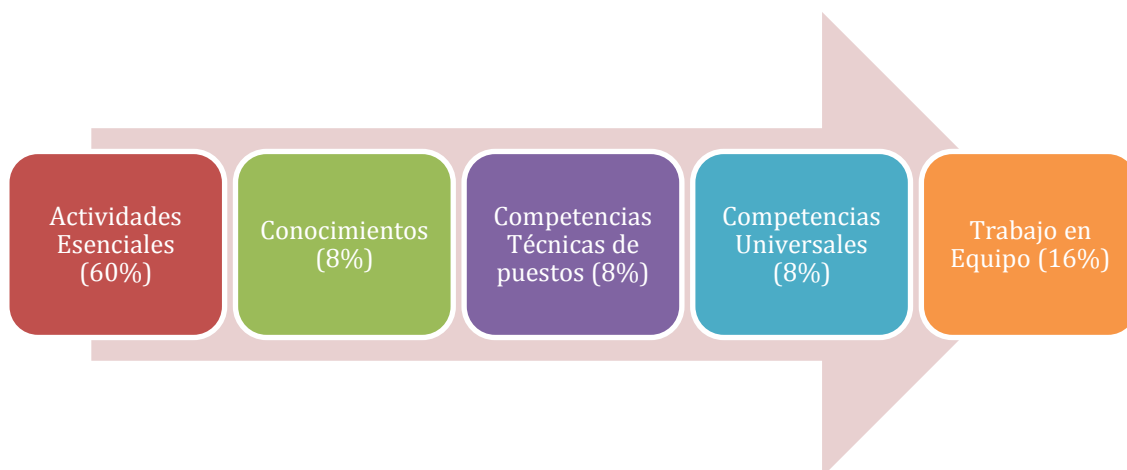 Actividades
Esenciales
(60%)
Conocimientos
(8%)
Competencias
Técnicas de
puestos (8%)
Competencias
Universales
(8%)
Trabajo en
Equipo (16%)